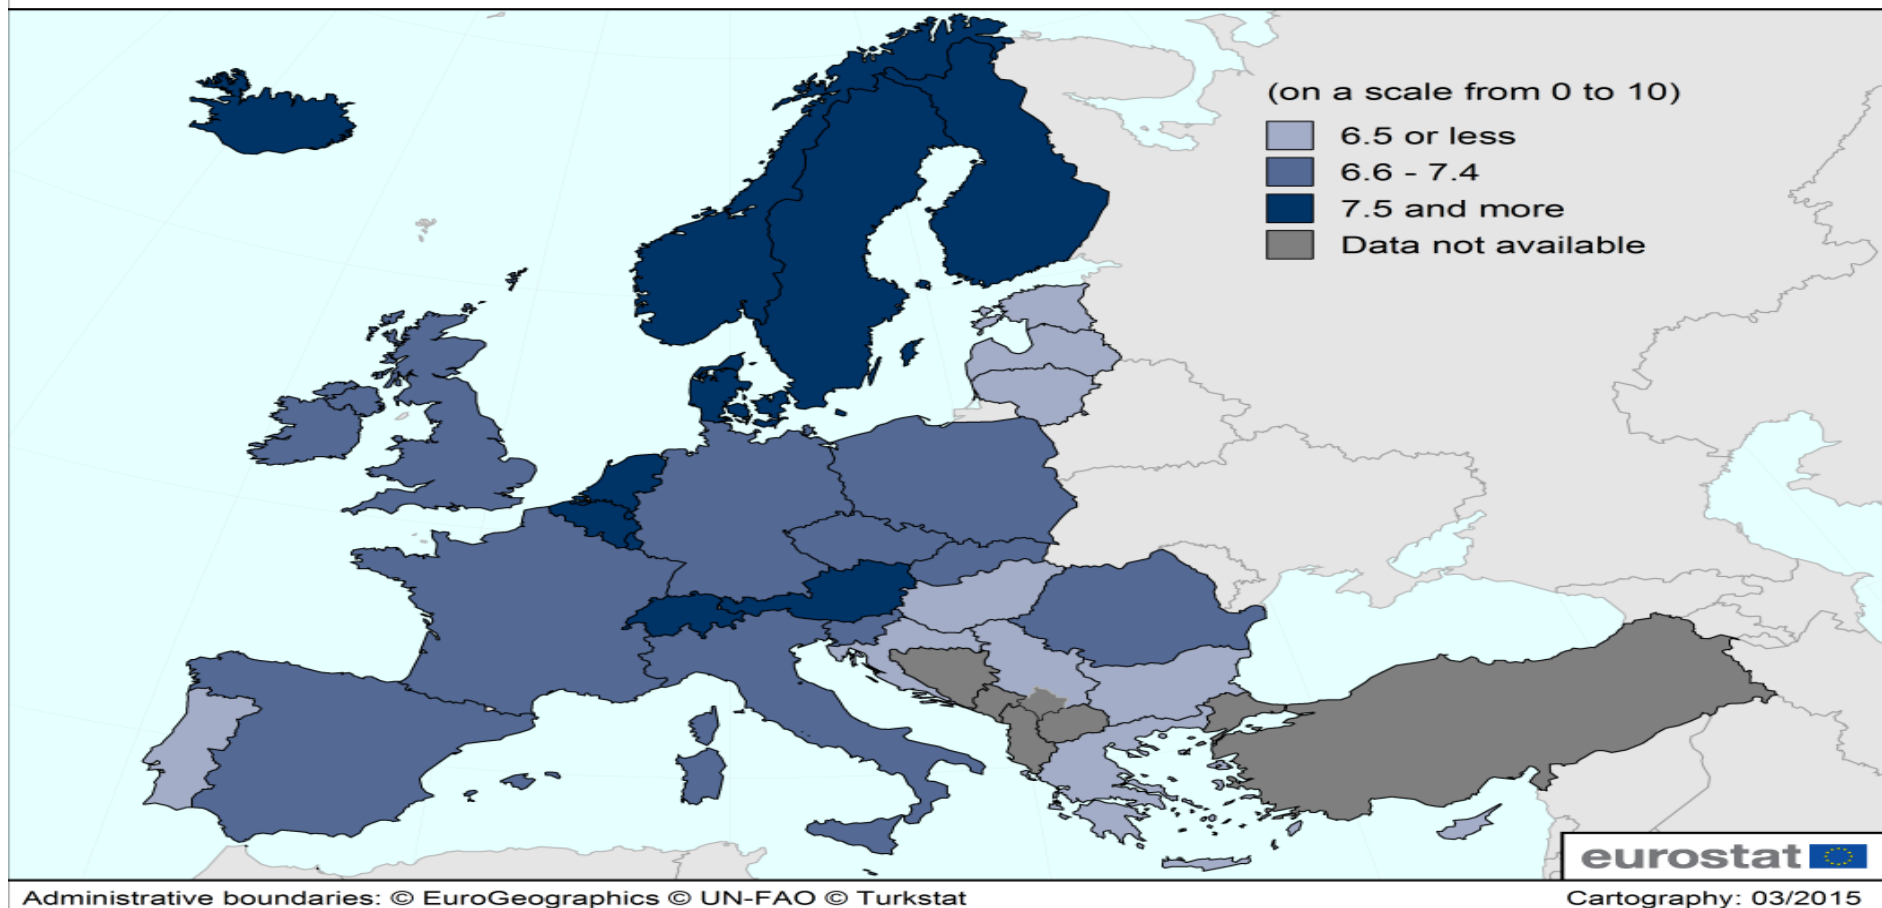 (on a scale from 0 to 10)
6.5 or less
6.6 - 7.4
7.5 and more
Data not available
eurostat
Administrative boundaries: © EuroGeographics © UN-FAO © Turkstat
Cartography: 03/2015